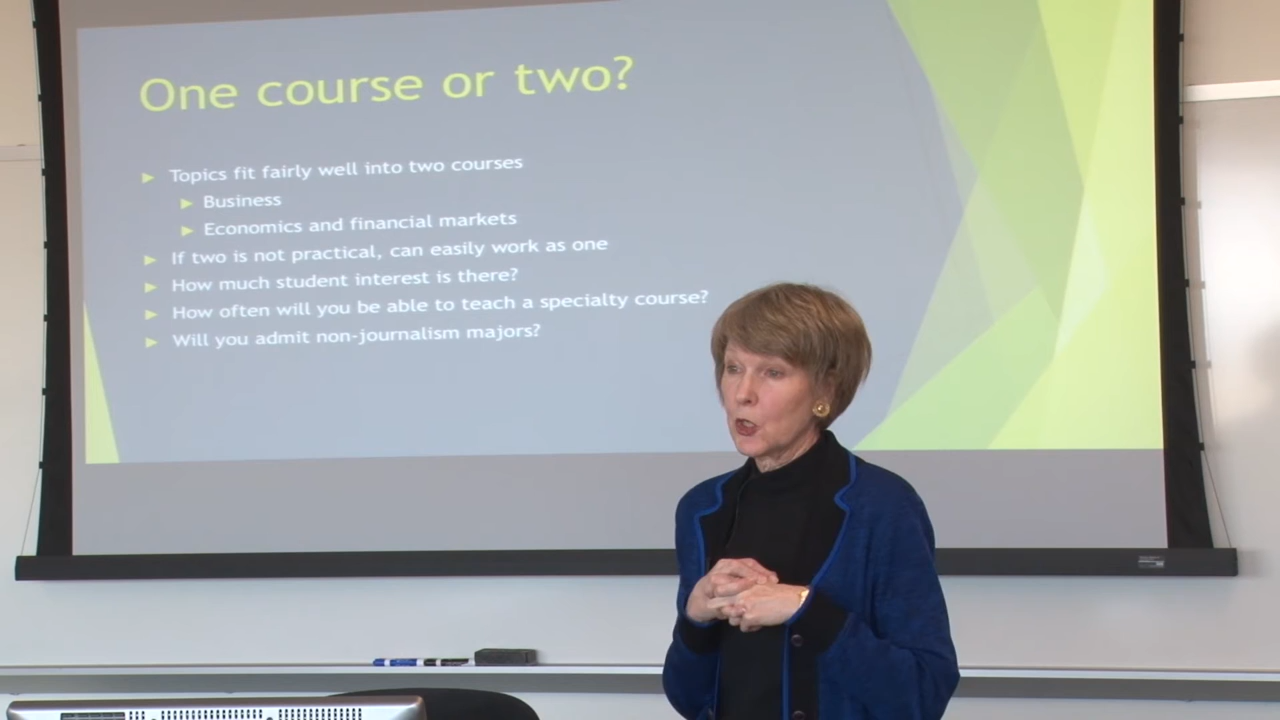 One course or two?
Topics fit fairly well into two courses
Business
Economics and financial markets
If two is not practical, can easily work as one
How much student interest is there?
How often will you be able to teach a specialty course?
Will you admit non-journalism majors?